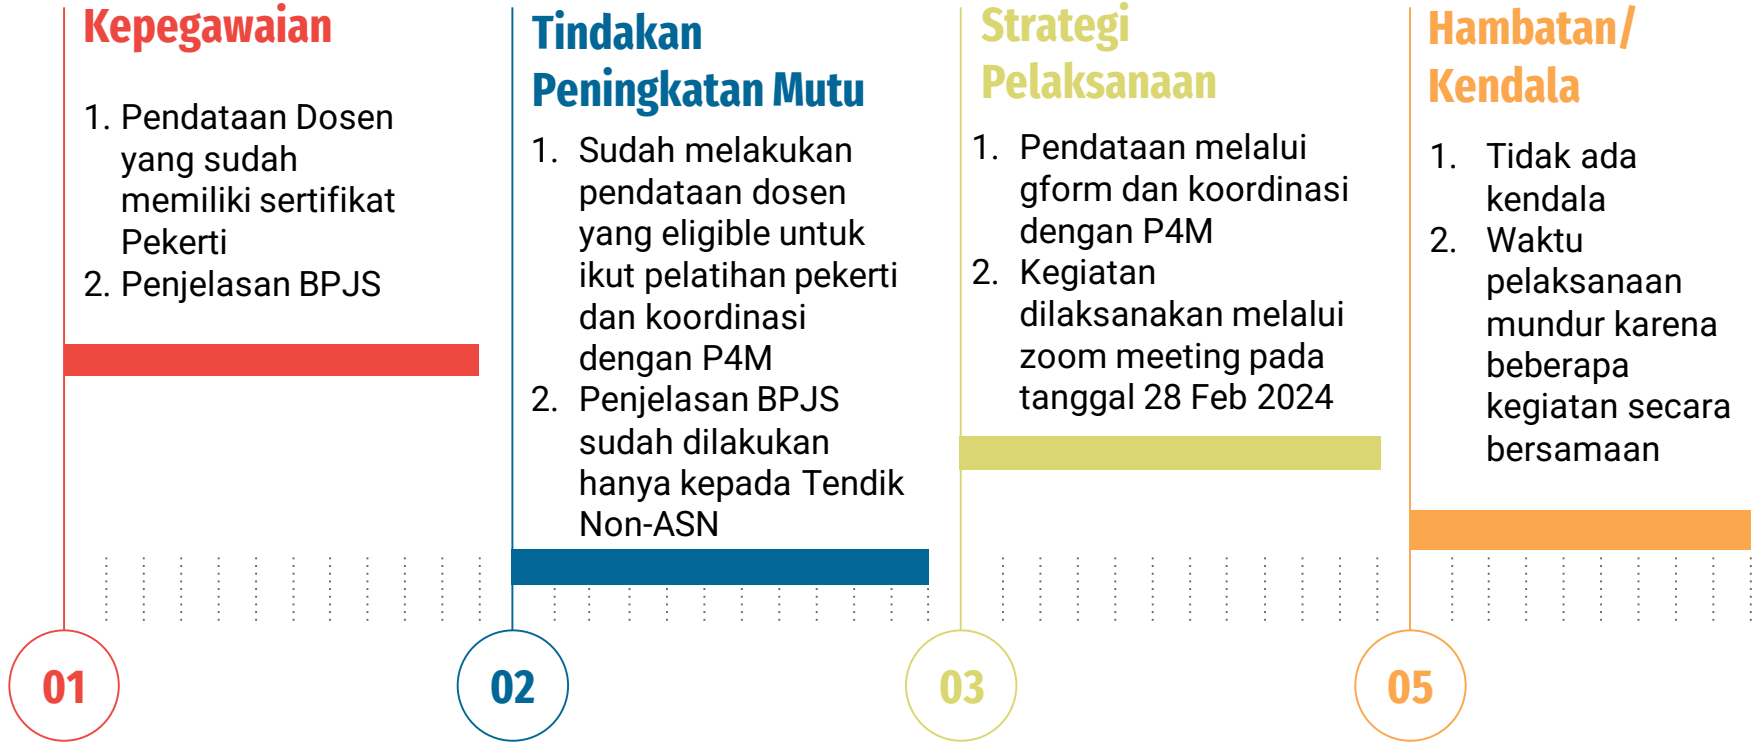 Kepegawaian
1. Pendataan Dosen
yang sudah
memiliki sertifikat
Pekerti
2. Penjelasan BPJS
01
Tindakan
Peningkatan Mutu
1. Sudah melakukan
pendataan dosen
yang eligible untuk
ikut pelatihan pekerti
dan koordinasi
dengan P4M
2. Penjelasan BPJS
sudah dilakukan
hanya kepada Tendik
Non-ASN
02
Strategi
Pelaksanaan
1. Pendataan melalui
gform dan koordinasi
dengan P4M
2. Kegiatan
dilaksanakan melalui
zoom meeting pada
tanggal 28 Feb 2024
03
Hambatan/
Kendala
1. Tidak ada
kendala
2. Waktu
pelaksanaan
mundur karena
beberapa
kegiatan secara
bersamaan
05